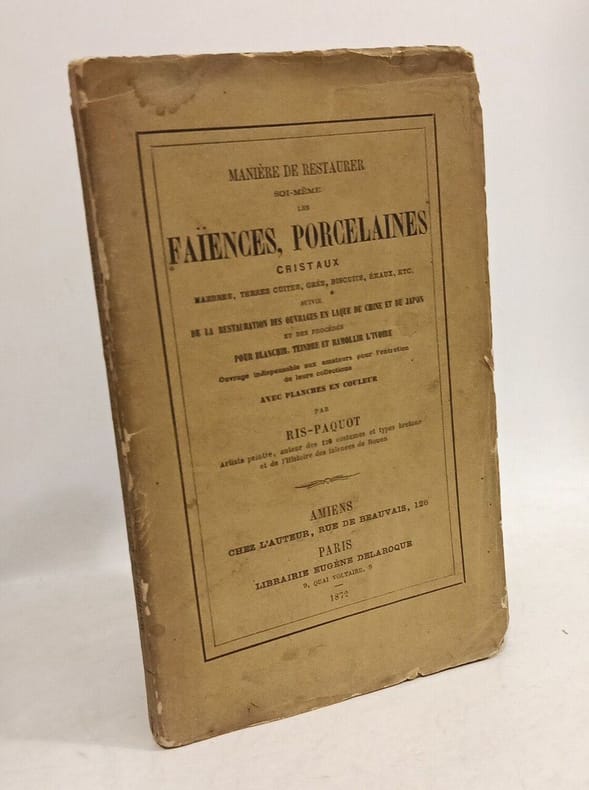 MANIÈRE DE RESTAURER
SOI-MÊME
LES
FAÏENCES, PORCELAINES
CRISTAUX
MARBRES, TERRES CUITES, GRÈS, BISCUITS, ÉMAUX, ETC.
SUIVIE
DE LA RESTAURATION DES OUVRAGES EN LAQUE DE CHINE ET DU JAPON
ET DES PROCÉDÉS
POUR BLANCHIR, TEINDRE ET RAMOLLIR L'IVOIRE
Ouvrage indispensable aux amateurs pour l'entretien
de leurs collections
AVEC PLANCHES EN COULEUR
PAR
RIS-PAQUOT
Artiste peintre, auteur des 120 costumes et types bretons
et de l'Histoire des faïences de Rouen
AMIENS
CHEZ L'AUTEUR, RUE DE BEAUVAIS, 126
PARIS
LIBRAIRIE EUGÈNE DELAROQUE
9, QUAI VOLTAIRE, 9
1872